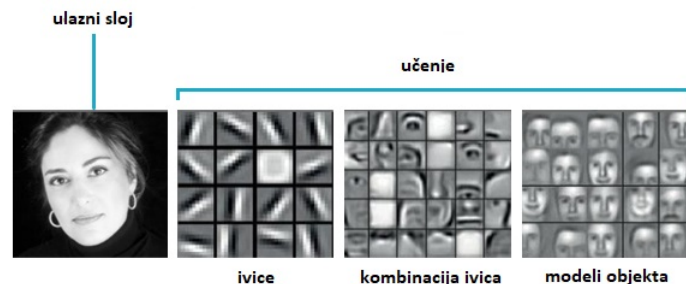 ulazni sloj
učenje
ivice
kombinacija ivica
modeli objekta